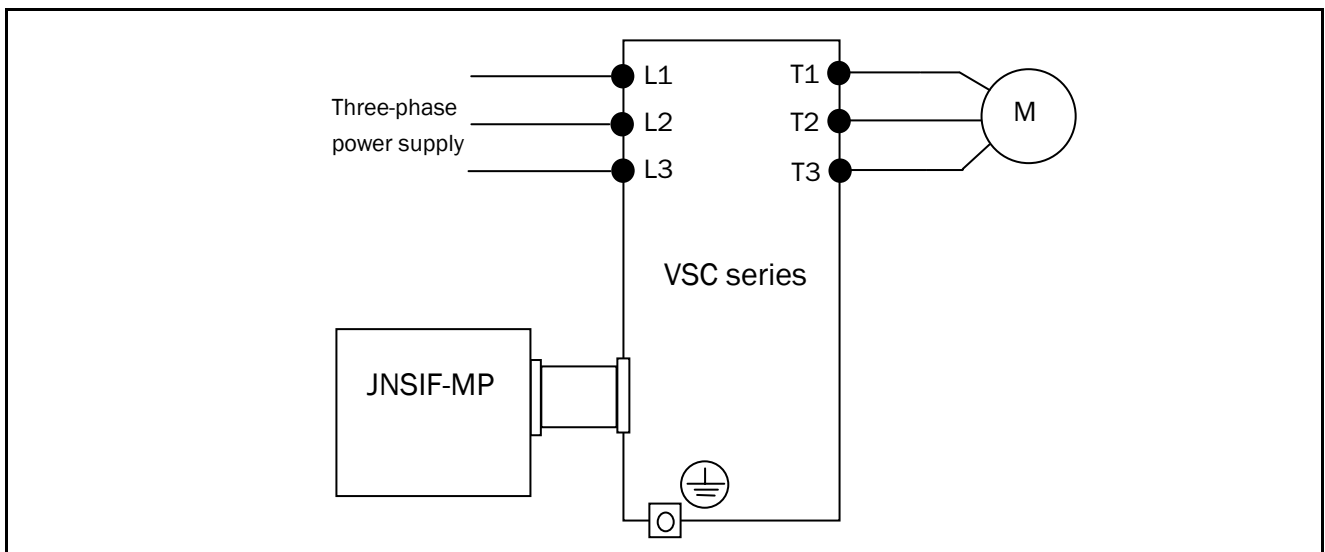 Three-phase
power supply
L1
L2
L3
T1
T2
T3
M
VSC series
JNSIF-MP